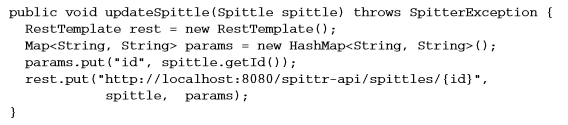 public void updateSpittle(Spittle spittle) throws SpitterException {
  RestTemplate rest = new RestTemplate();
  Map<String, String> params = new HashMap<String, String>();
  params.put("id", spittle.getId());
  rest.put("http://localhost:8080/spittr-api/spittles/{id}",
           spittle,  params);
}